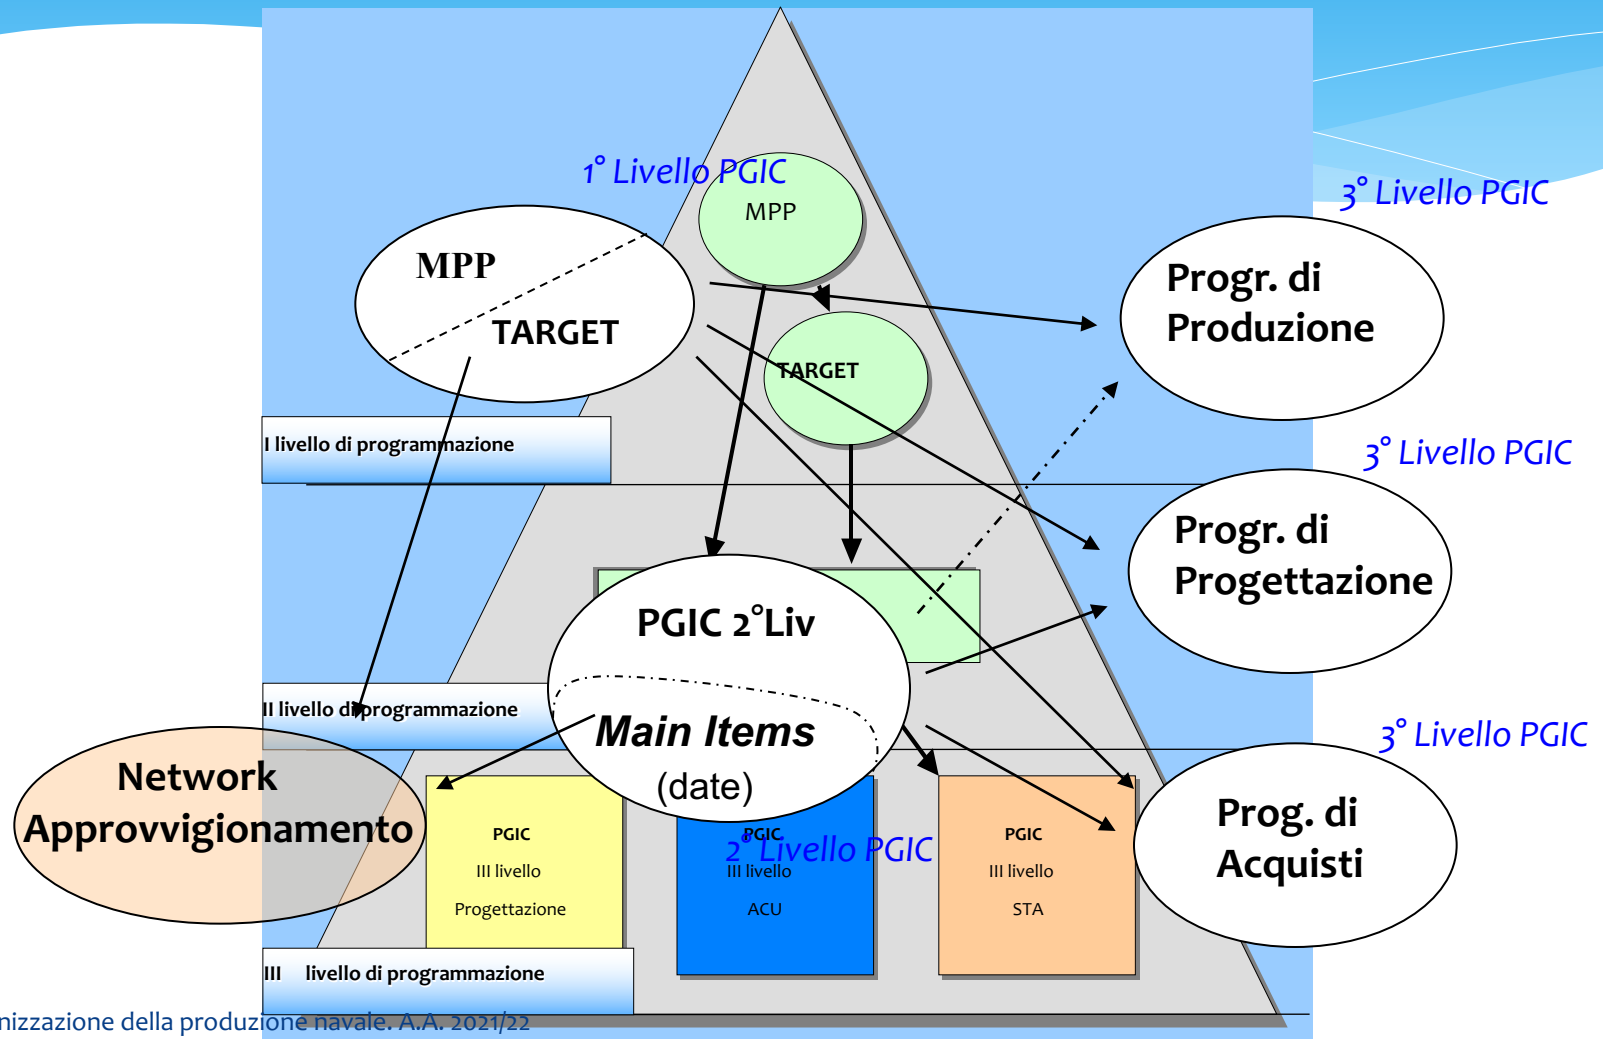 1° Livello PGIC
MPP
3° Livello PGIC
MPP
TARGET
Progr. di
Produzione
TARGET
I livello di programmazione
3° Livello PGIC
Progr. di
Progettazione
PGIC 2°Liv
Main Items
(date)
II livello di programmazione
3° Livello PGIC
Network
Approvvigionamento
PGIC
III livello
Progettazione
PGIC
III livello
ACU
2° Livello PGIC
PGIC
III livello
STA
Prog. di
Acquisti
III livello di programmazione
nizzazione della produzione navale. A.A. 2021/22